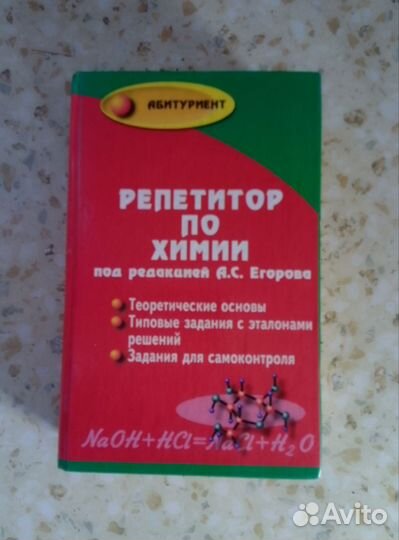 АБИТУРИЕНТ
РЕПЕТИТОР
ПО
ХИМИИ
под редакцией А.С. Егорова
Теоретические основы
Типовые задания с эталонами
решений
Задания для самоконтроля
NaOH+HCl=NaCl+H₂O
Avito